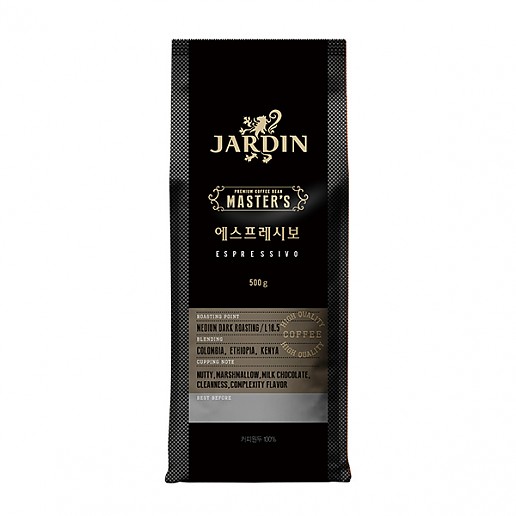 JARDIN
PREMIUM COFFEE BEAN
MASTER'S
에스프레시보
ESPRESSIVO
500 g
ROASTING POINT
MEDIUM DARK ROASTING / L18.5
BLENDING
COLOMBIA, ETHIOPIA, KENYA
CUPPING NOTE
NUTTY, MARSHMALLOW, MILK CHOCOLATE,
CLEANNESS, COMPLEXITY FLAVOR
BEST BEFORE
HIGH QUALITY
COFFEE
HIGH QUALITY
커피원두 100%